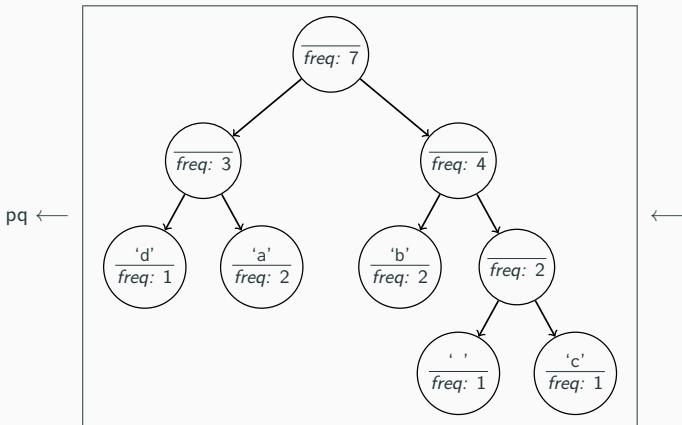 freq: 7
freq: 3
freq: 4
pq ⟵ ⟵
‘d’
freq: 1
‘a’
freq: 2
‘b’
freq: 2
freq: 2
‘ ’
freq: 1
‘c’
freq: 1